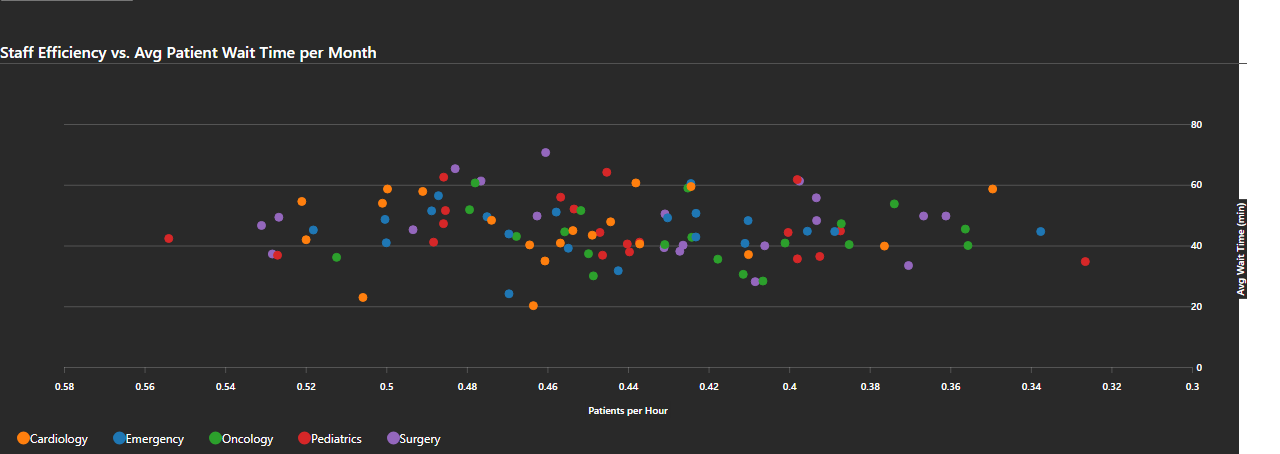 Staff Efficiency vs. Avg Patient Wait Time per Month
80
60
40
20
0
Avg Wait Time (min)
0.58 0.56 0.54 0.52 0.5 0.48 0.46 0.44 0.42 0.4 0.38 0.36 0.34 0.32 0.3
Patients per Hour
Cardiology Emergency Oncology Pediatrics Surgery